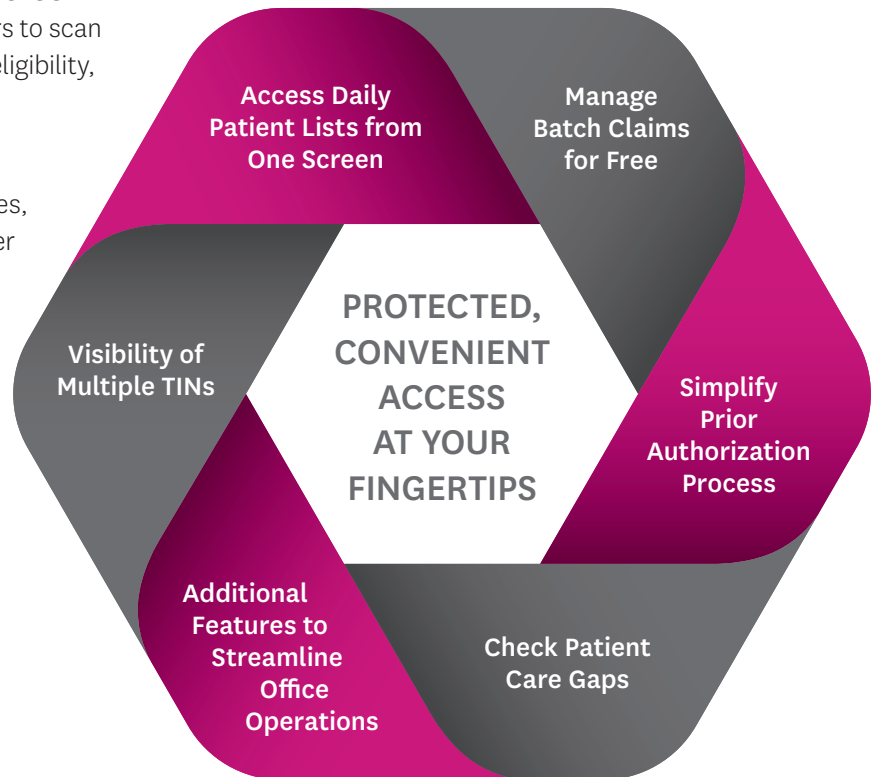 rs to scan
eligibility,
es,
er
Access Daily
Patient Lists from
One Screen
Manage
Batch Claims
for Free
Simplify
Prior
Authorization
Process
Check Patient
Care Gaps
Additional
Features to
Streamline
Office
Operations
Visibility of
Multiple TINs
PROTECTED,
CONVENIENT
ACCESS
AT YOUR
FINGERTIPS